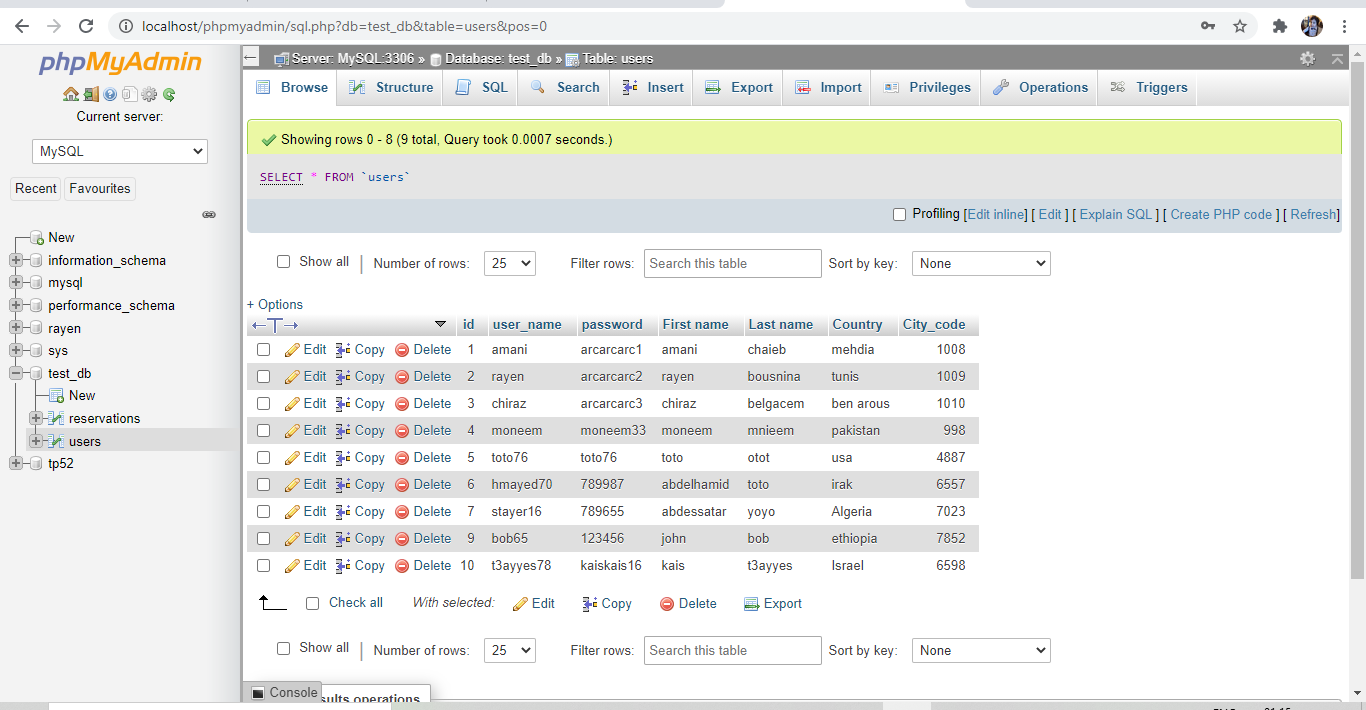 localhost/phpmyadmin/sql.php?db=test_db&table=users&pos=0
phpMyAdmin
Current server:
MySQL
Recent Favourites
New
information_schema
mysql
performance_schema
rayen
sys
test_db
New
reservations
users
tp52
Server: MySQL:3306 » Database: test_db » Table: users
Browse Structure SQL Search Insert Export Import Privileges Operations Triggers
Showing rows 0 - 8 (9 total, Query took 0.0007 seconds.)
SELECT * FROM `users`
Profiling [Edit inline] [ Edit ] [ Explain SQL ] [ Create PHP code ] [ Refresh]
Show all | Number of rows: 25 Filter rows: Search this table Sort by key: None
+ Options
←T→ id user_name password First name Last name Country City_code
Edit Copy Delete 1 amani arcarcarc1 amani chaieb mehdia 1008
Edit Copy Delete 2 rayen arcarcarc2 rayen bousnina tunis 1009
Edit Copy Delete 3 chiraz arcarcarc3 chiraz belgacem ben arous 1010
Edit Copy Delete 4 moneem moneem33 moneem mnieem pakistan 998
Edit Copy Delete 5 toto76 toto76 toto otot usa 4887
Edit Copy Delete 6 hmayed70 789987 abdelhamid toto irak 6557
Edit Copy Delete 7 stayer16 789655 abdessatar yoyo Algeria 7023
Edit Copy Delete 9 bob65 123456 john bob ethiopia 7852
Edit Copy Delete 10 t3ayyes78 kaiskais16 kais t3ayyes Israel 6598
Check all With selected: Edit Copy Delete Export
Show all | Number of rows: 25 Filter rows: Search this table Sort by key: None
Console
operations